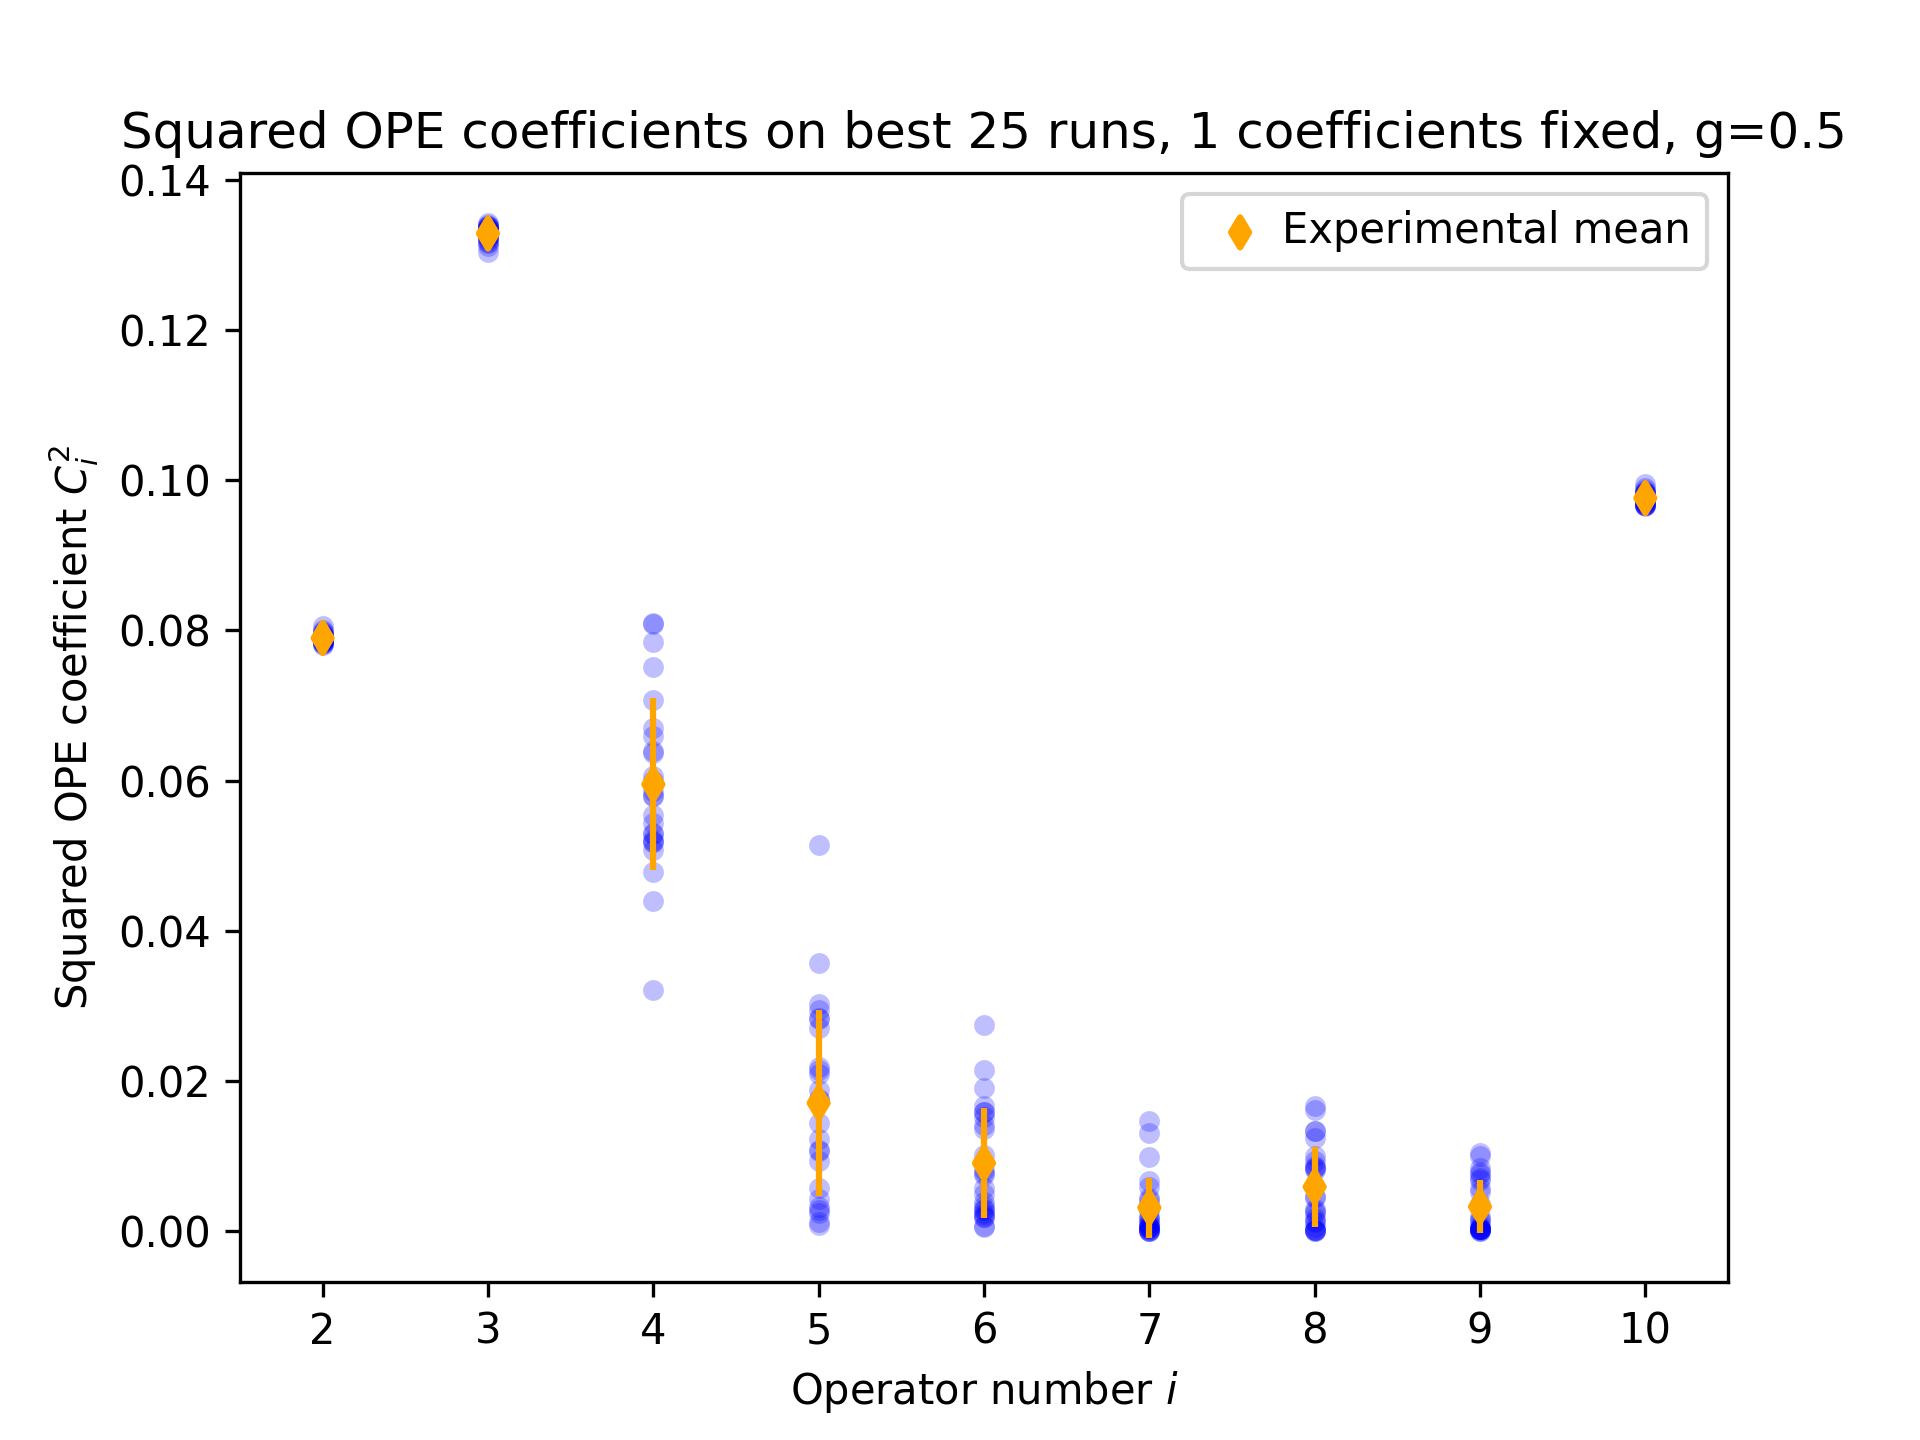 Squared OPE coefficients on best 25 runs, 1 coefficients fixed, g=0.5
Experimental mean
Squared OPE coefficient $C_i^2$
0.14
0.12
0.10
0.08
0.06
0.04
0.02
0.00
2 3 4 5 6 7 8 9 10
Operator number i